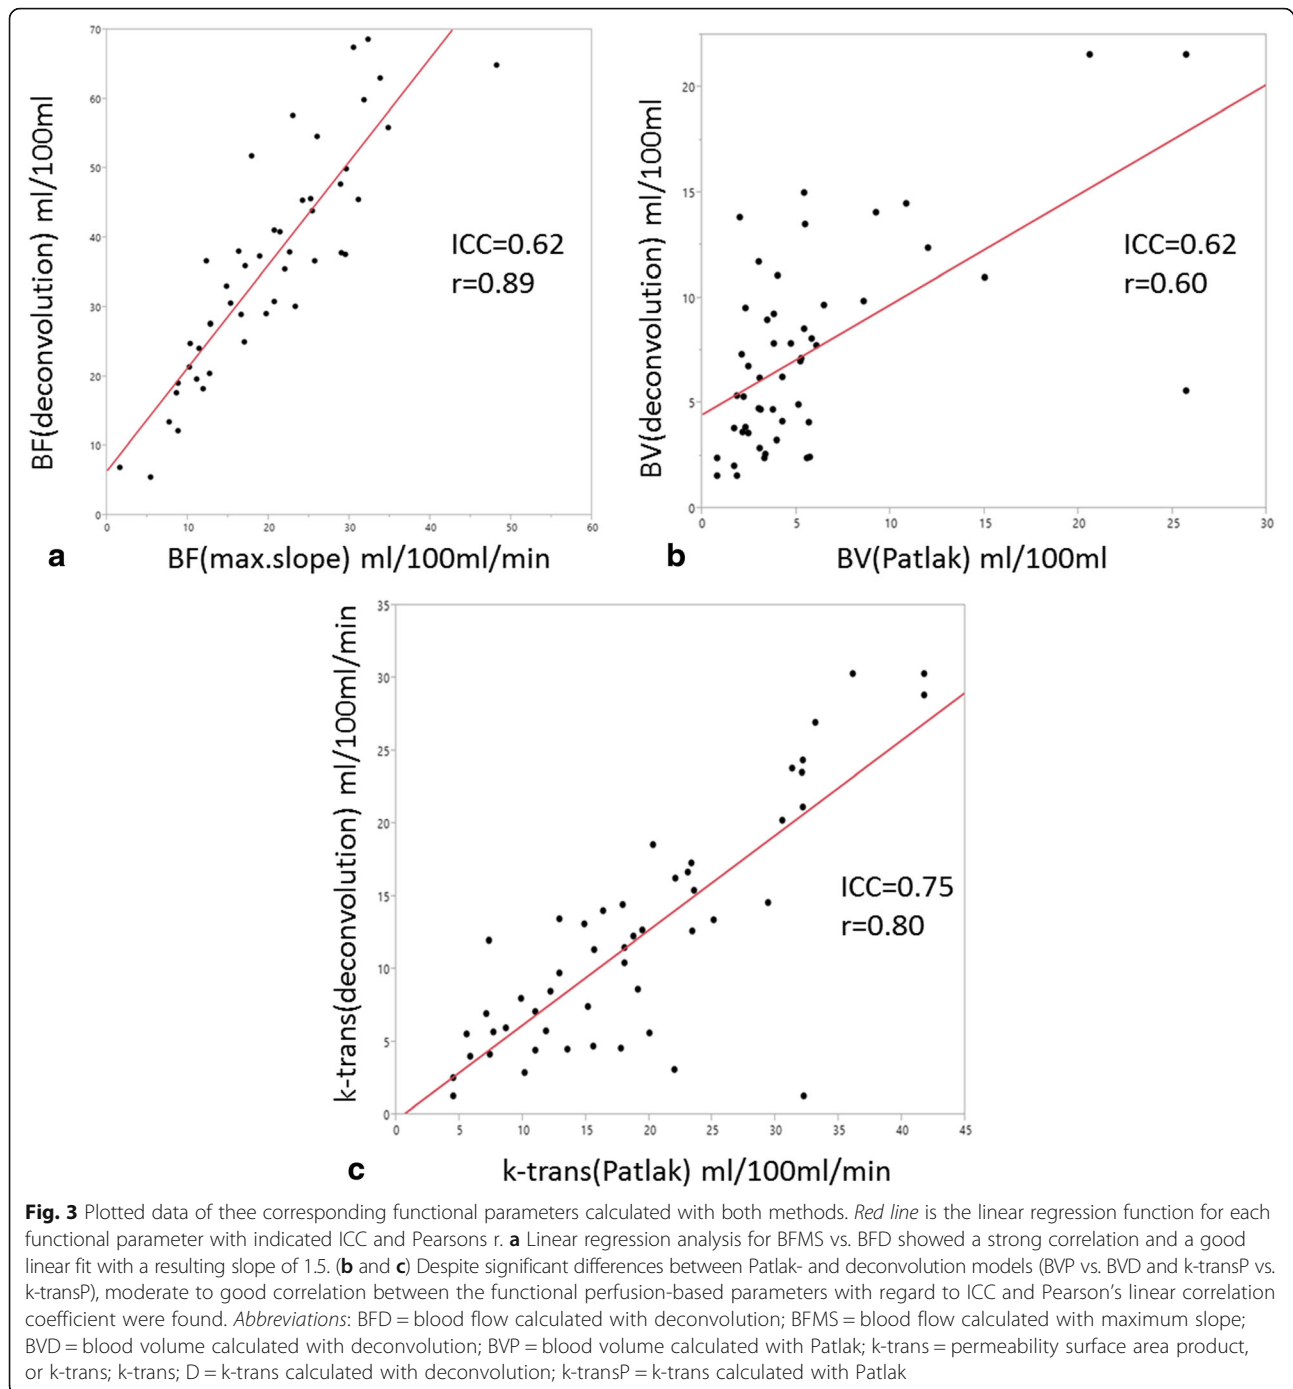 70
60
50
40
30
20
10
0
BF(deconvolution) ml/100ml
ICC=0.62
r=0.89
0 10 20 30 40 50 60
a BF(max.slope) ml/100ml/min
20
15
10
5
0
BV(deconvolution) ml/100ml
ICC=0.62
r=0.60
0 5 10 15 20 25 30
b BV(Patlak) ml/100ml
35
30
25
20
15
10
5
0
k-trans(deconvolution) ml/100ml/min
ICC=0.75
r=0.80
0 5 10 15 20 25 30 35 40 45
c k-trans(Patlak) ml/100ml/min
Fig. 3 Plotted data of thee corresponding functional parameters calculated with both methods. Red line is the linear regression function for each
functional parameter with indicated ICC and Pearsons r. a Linear regression analysis for BFMS vs. BFD showed a strong correlation and a good
linear fit with a resulting slope of 1.5. (b and c) Despite significant differences between Patlak- and deconvolution models (BVP vs. BVD and k-transP vs.
k-transP), moderate to good correlation between the functional perfusion-based parameters with regard to ICC and Pearson's linear correlation
coefficient were found. Abbreviations: BFD = blood flow calculated with deconvolution; BFMS = blood flow calculated with maximum slope;
BVD = blood volume calculated with deconvolution; BVP = blood volume calculated with Patlak; k-trans = permeability surface area product,
or k-trans; k-trans; D = k-trans calculated with deconvolution; k-transP = k-trans calculated with Patlak